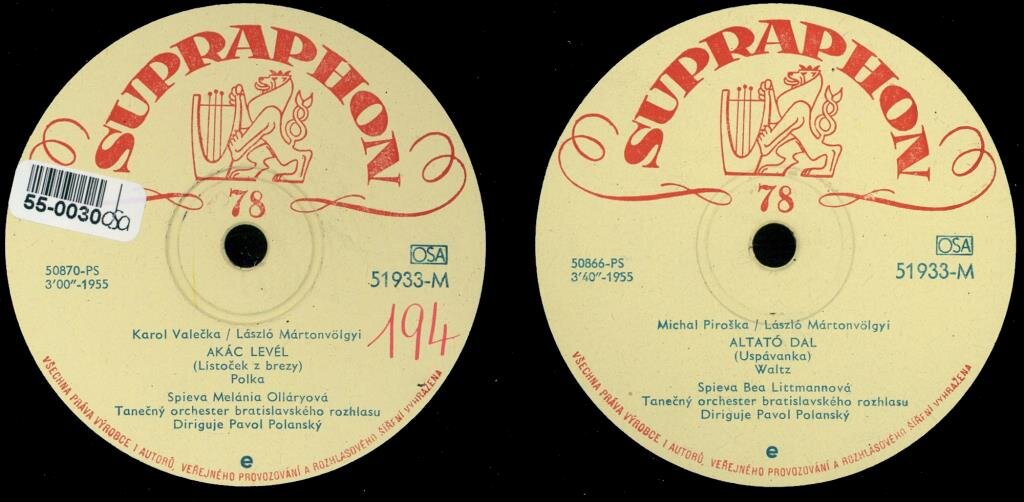 SUPRAPHON
78
55-0030 osa
OSA
50870-PS
3'00"-1955
51933-M
194
Karol Valečka / László Mártonvölgyi
AKÁC LEVÉL
(Lístoček z brezy)
Polka
Spieva Melánia Olláryová
Tanečný orchester bratislavského rozhlasu
Diriguje Pavol Polanský
e
VŠECHNA PRÁVA VÝROBCE I AUTORŮ, VEŘEJNÉHO PROVOZOVÁNÍ A ROZHLASOVÉHO ŠÍŘENÍ VYHRAŽENA
SUPRAPHON
78
OSA
50866-PS
3'40"-1955
51933-M
Michal Piroška / László Mártonvölgyi
ALTATÓ DAL
(Uspávanka)
Waltz
Spieva Bea Littmannová
Tanečný orchester bratislavského rozhlasu
Diriguje Pavol Polanský
e
VŠECHNA PRÁVA VÝROBCE I AUTORŮ, VEŘEJNÉHO PROVOZOVÁNÍ A ROZHLASOVÉHO ŠÍŘENÍ VYHRAŽENA